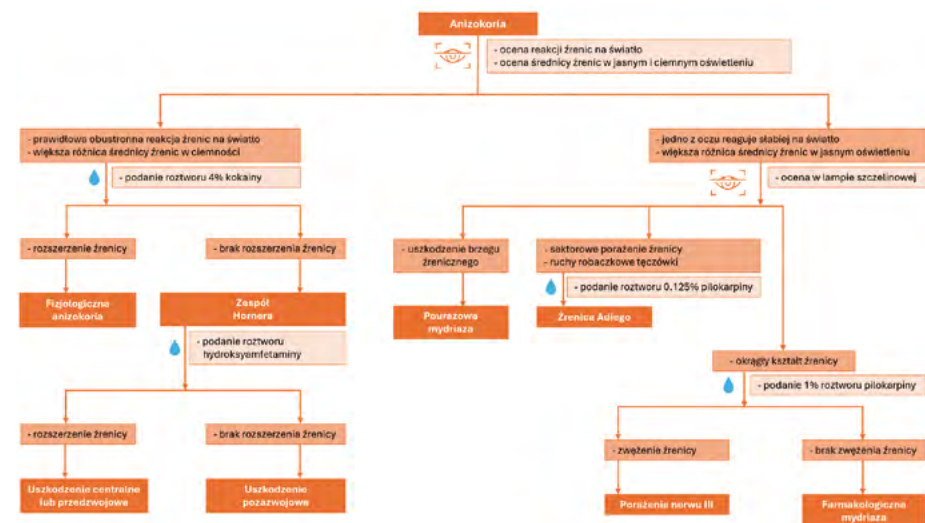 Anizokoria
- ocena reakcji źrenic na światło
- ocena średnicy źrenic w jasnym i ciemnym oświetleniu
- prawidłowa obustronna reakcja źrenic na światło
- większa różnica średnicy źrenic w ciemności
- podanie roztworu 4% kokainy
- rozszerzenie źrenicy
- brak rozszerzenia źrenicy
Fizjologiczna
anizokoria
Zespół
Hornera
- podanie roztworu
hydroksyamfetaminy
- rozszerzenie źrenicy
- brak rozszerzenia źrenicy
Uszkodzenie centralne
lub przedzwojowe
Uszkodzenie
pozazwojowe
- jedno z oczu reaguje słabiej na światło
- większa różnica średnicy źrenic w jasnym oświetleniu
- ocena w lampie szczelinowej
- uszkodzenie brzegu
źrenicznego
Pourazowa
mydriaza
- sektorowe porażenie źrenicy
- ruchy robaczkowe tęczówki
- podanie roztworu 0.125% pilokarpiny
Źrenica Adiego
- okrągły kształt źrenicy
- podanie 1% roztworu pilokarpiny
- zwężenie źrenicy
- brak zwężenia źrenicy
Porażenie nerwu III
Farmakologiczna
mydriaza